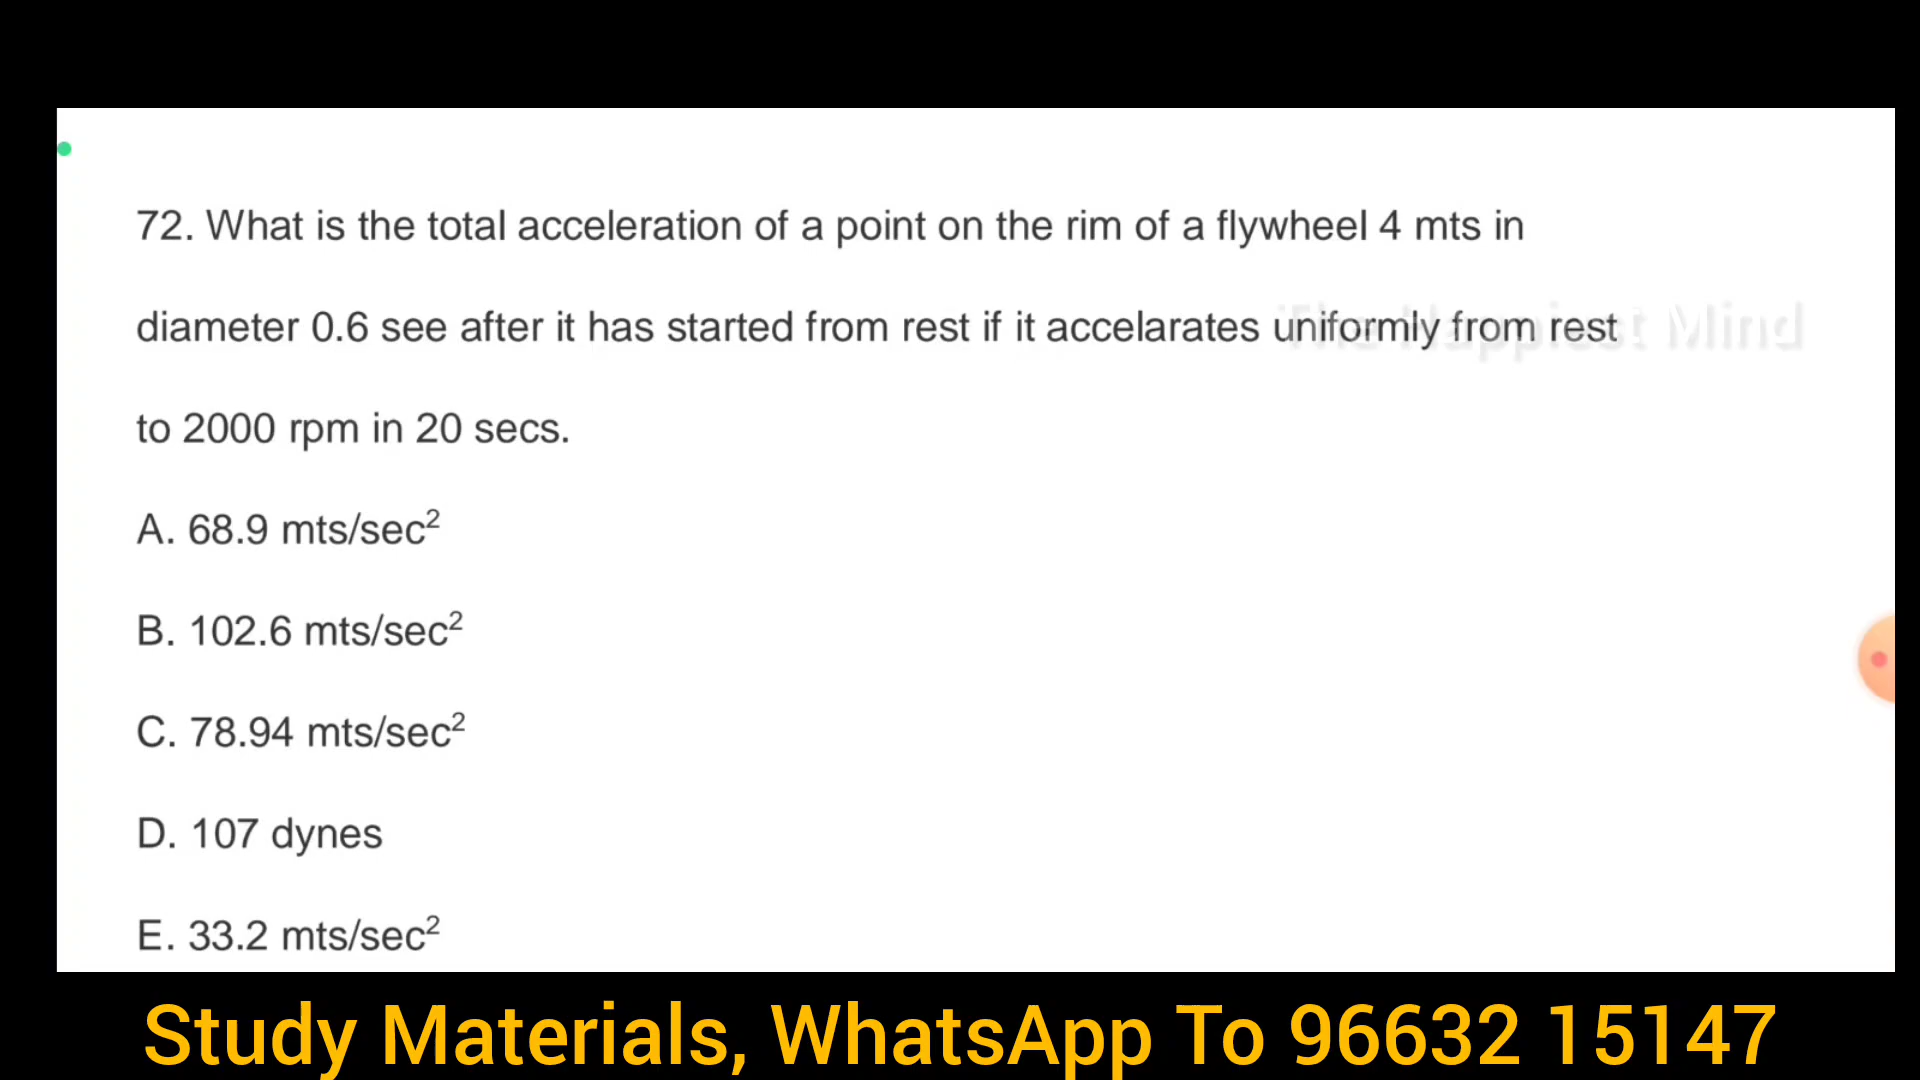 72. What is the total acceleration of a point on the rim of a flywheel 4 mts in
diameter 0.6 see after it has started from rest if it accelarates uniformly from rest
The Happiest Mind
to 2000 rpm in 20 secs.
A. 68.9 mts/sec²
B. 102.6 mts/sec²
C. 78.94 mts/sec²
D. 107 dynes
E. 33.2 mts/sec²
Study Materials, WhatsApp To 96632 15147